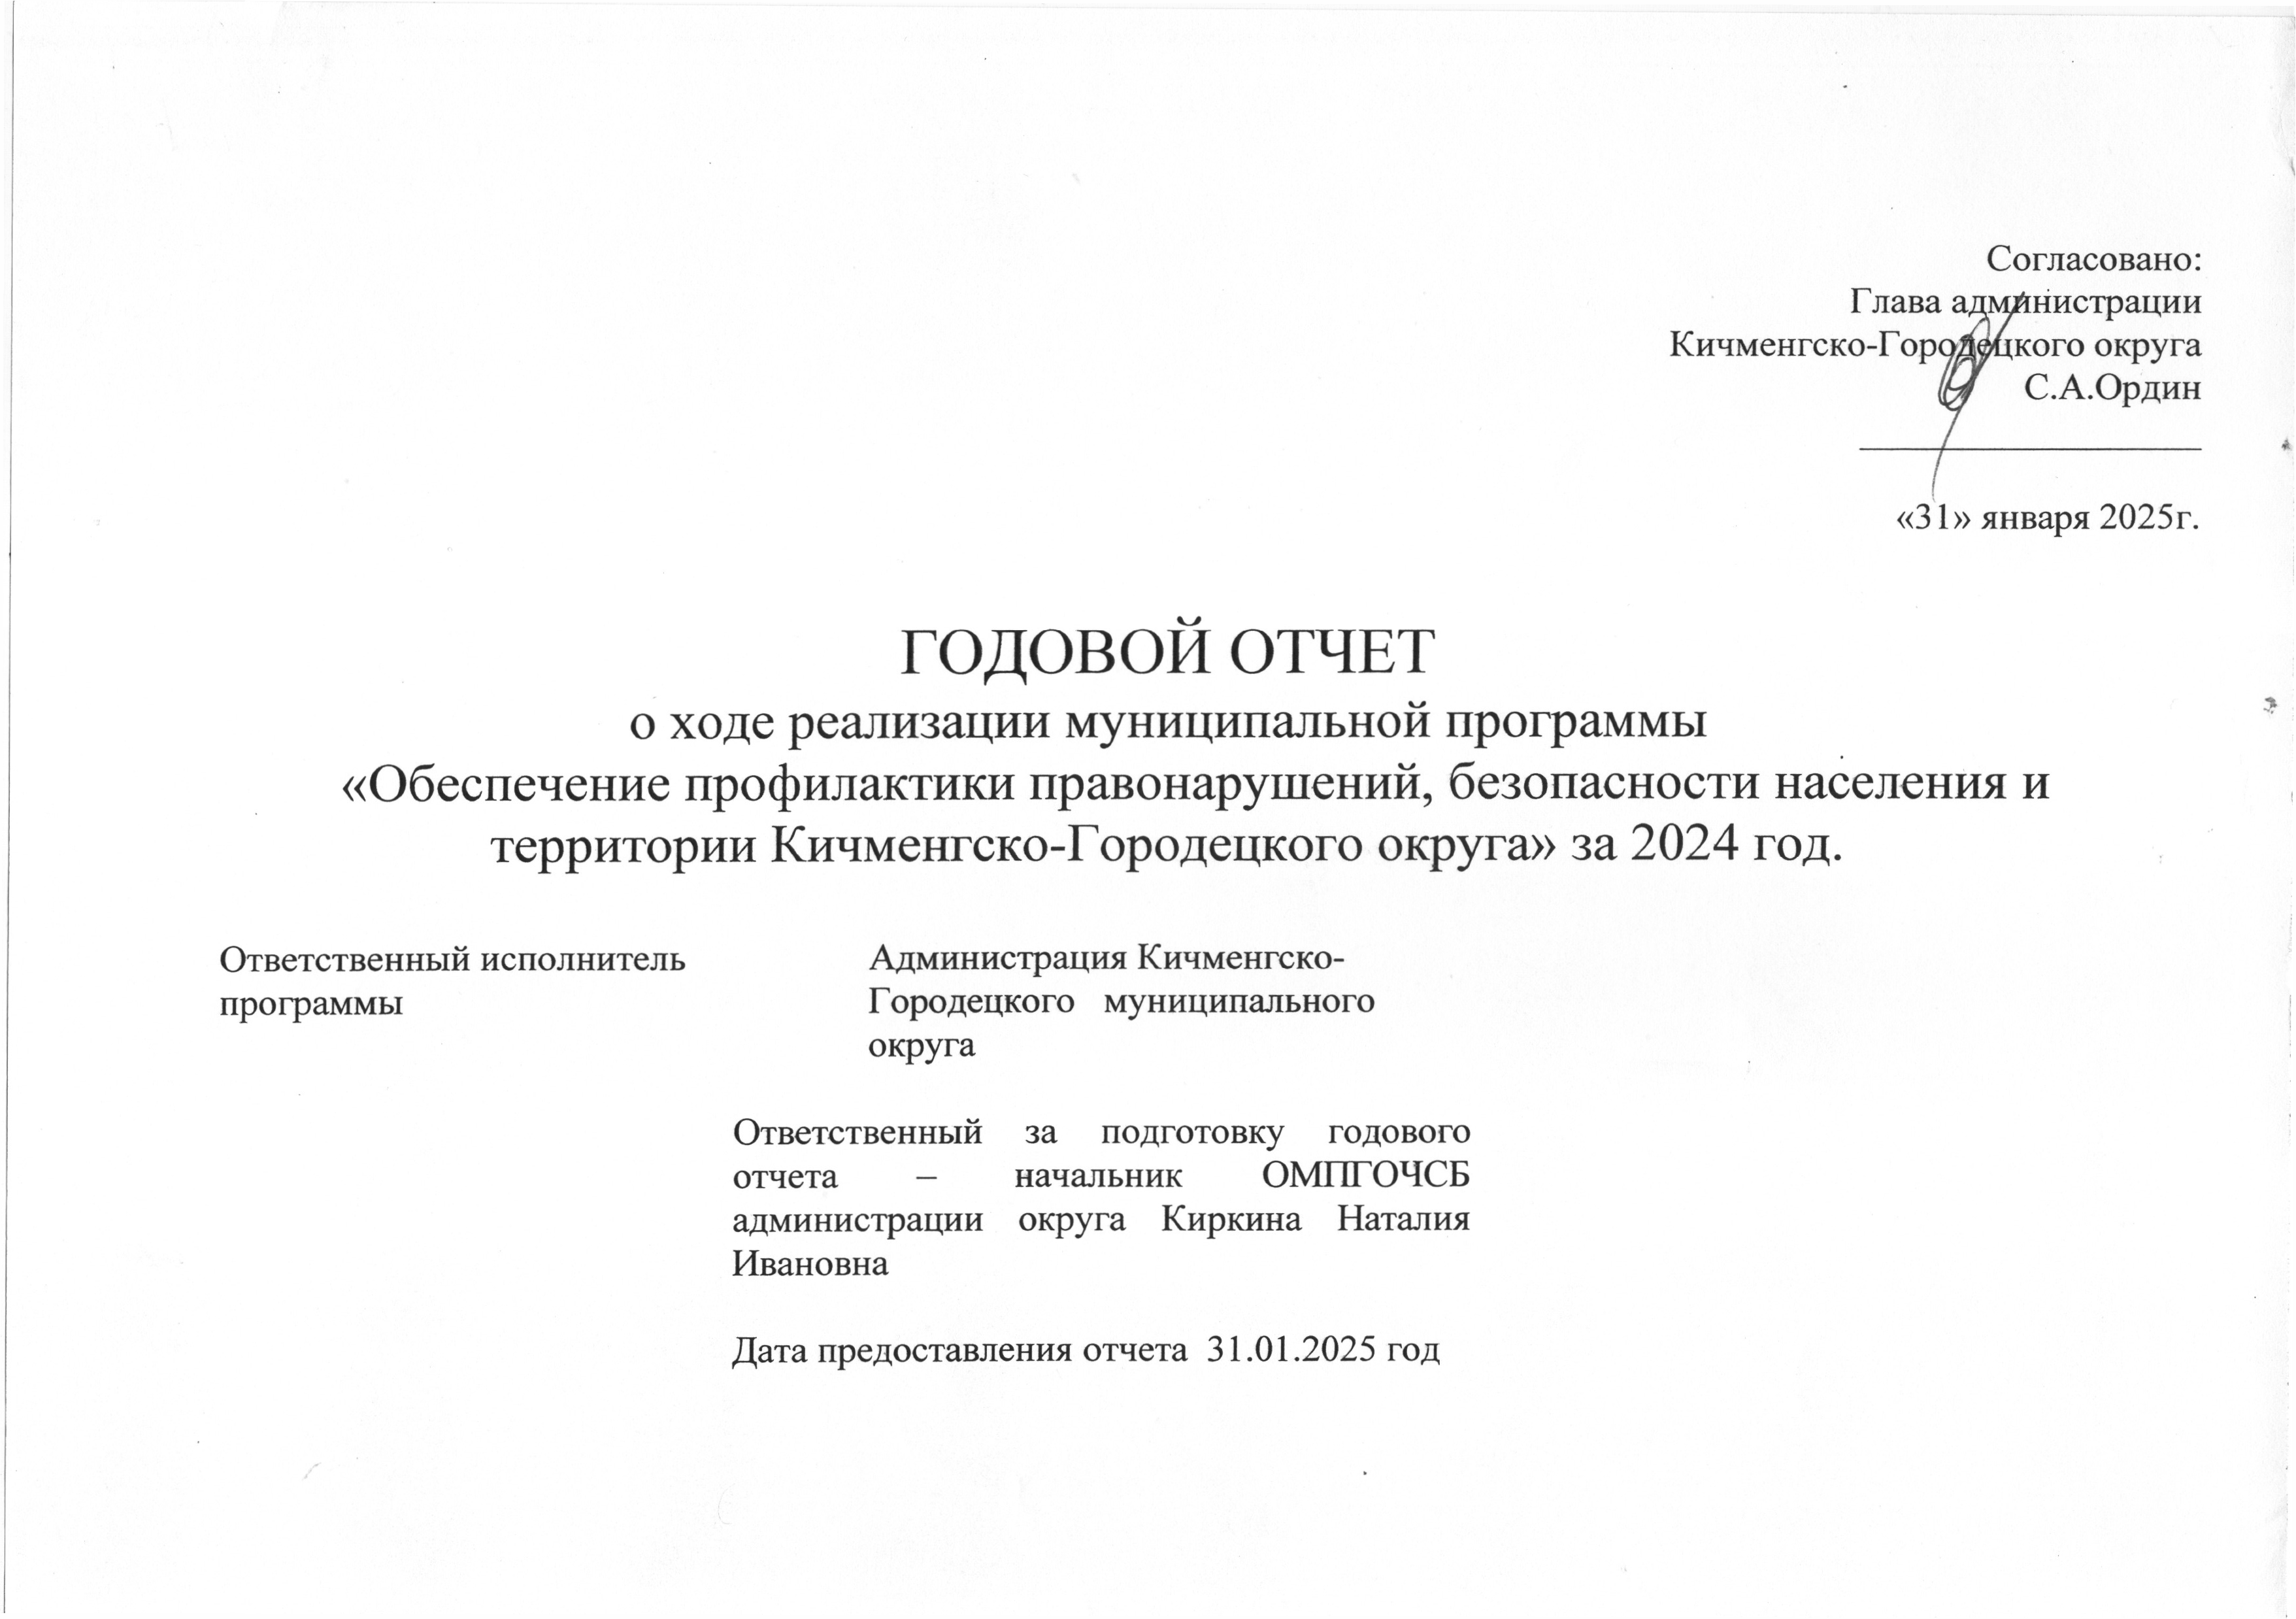 Согласовано:
Глава администрации
Кичменгско-Городецкого округа
С.А.Ордин
«31» января 2025г.
ГОДОВОЙ ОТЧЕТ
о ходе реализации муниципальной программы
«Обеспечение профилактики правонарушений, безопасности населения и
территории Кичменгско-Городецкого округа» за 2024 год.
Ответственный исполнитель
программы
Администрация Кичменгско-
Городецкого муниципального
округа
Ответственный за подготовку годового
отчета – начальник ОМПГОЧСБ
администрации округа Киркина Наталия
Ивановна
Дата предоставления отчета 31.01.2025 год